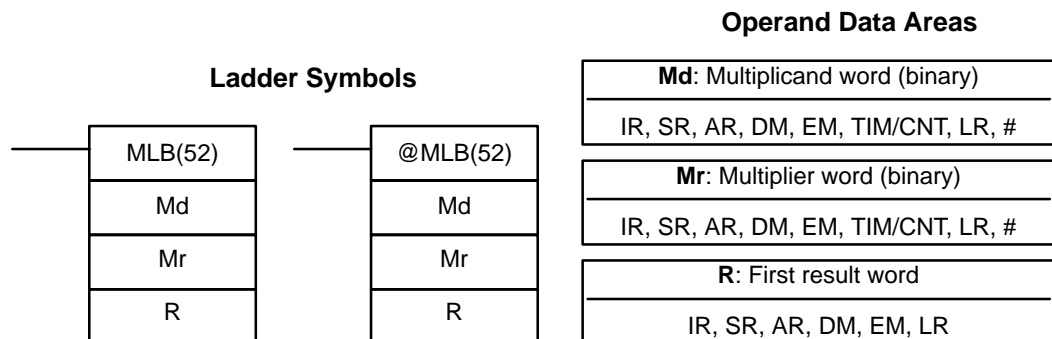 Ladder Symbols
MLB(52)
Md
Mr
R
@MLB(52)
Md
Mr
R
Operand Data Areas
Md: Multiplicand word (binary)
IR, SR, AR, DM, EM, TIM/CNT, LR, #
Mr: Multiplier word (binary)
IR, SR, AR, DM, EM, TIM/CNT, LR, #
R: First result word
IR, SR, AR, DM, EM, LR